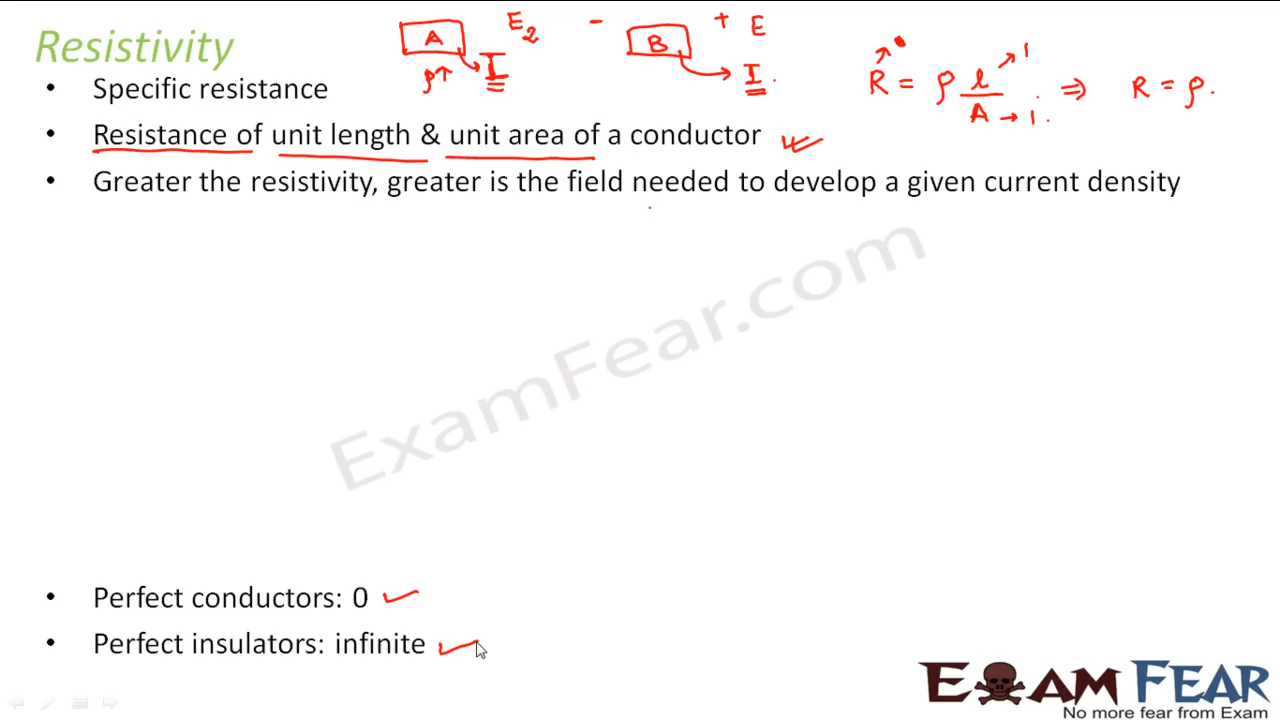 Resistivity
A E2 - B + E
ρ↑ I I.
R = ρ l/A ⇒ R = ρ.
1
1.
• Specific resistance
• Resistance of unit length & unit area of a conductor
• Greater the resistivity, greater is the field needed to develop a given current density
ExamFear.com
• Perfect conductors: 0
• Perfect insulators: infinite
EXAM FEAR
No more fear from Exam